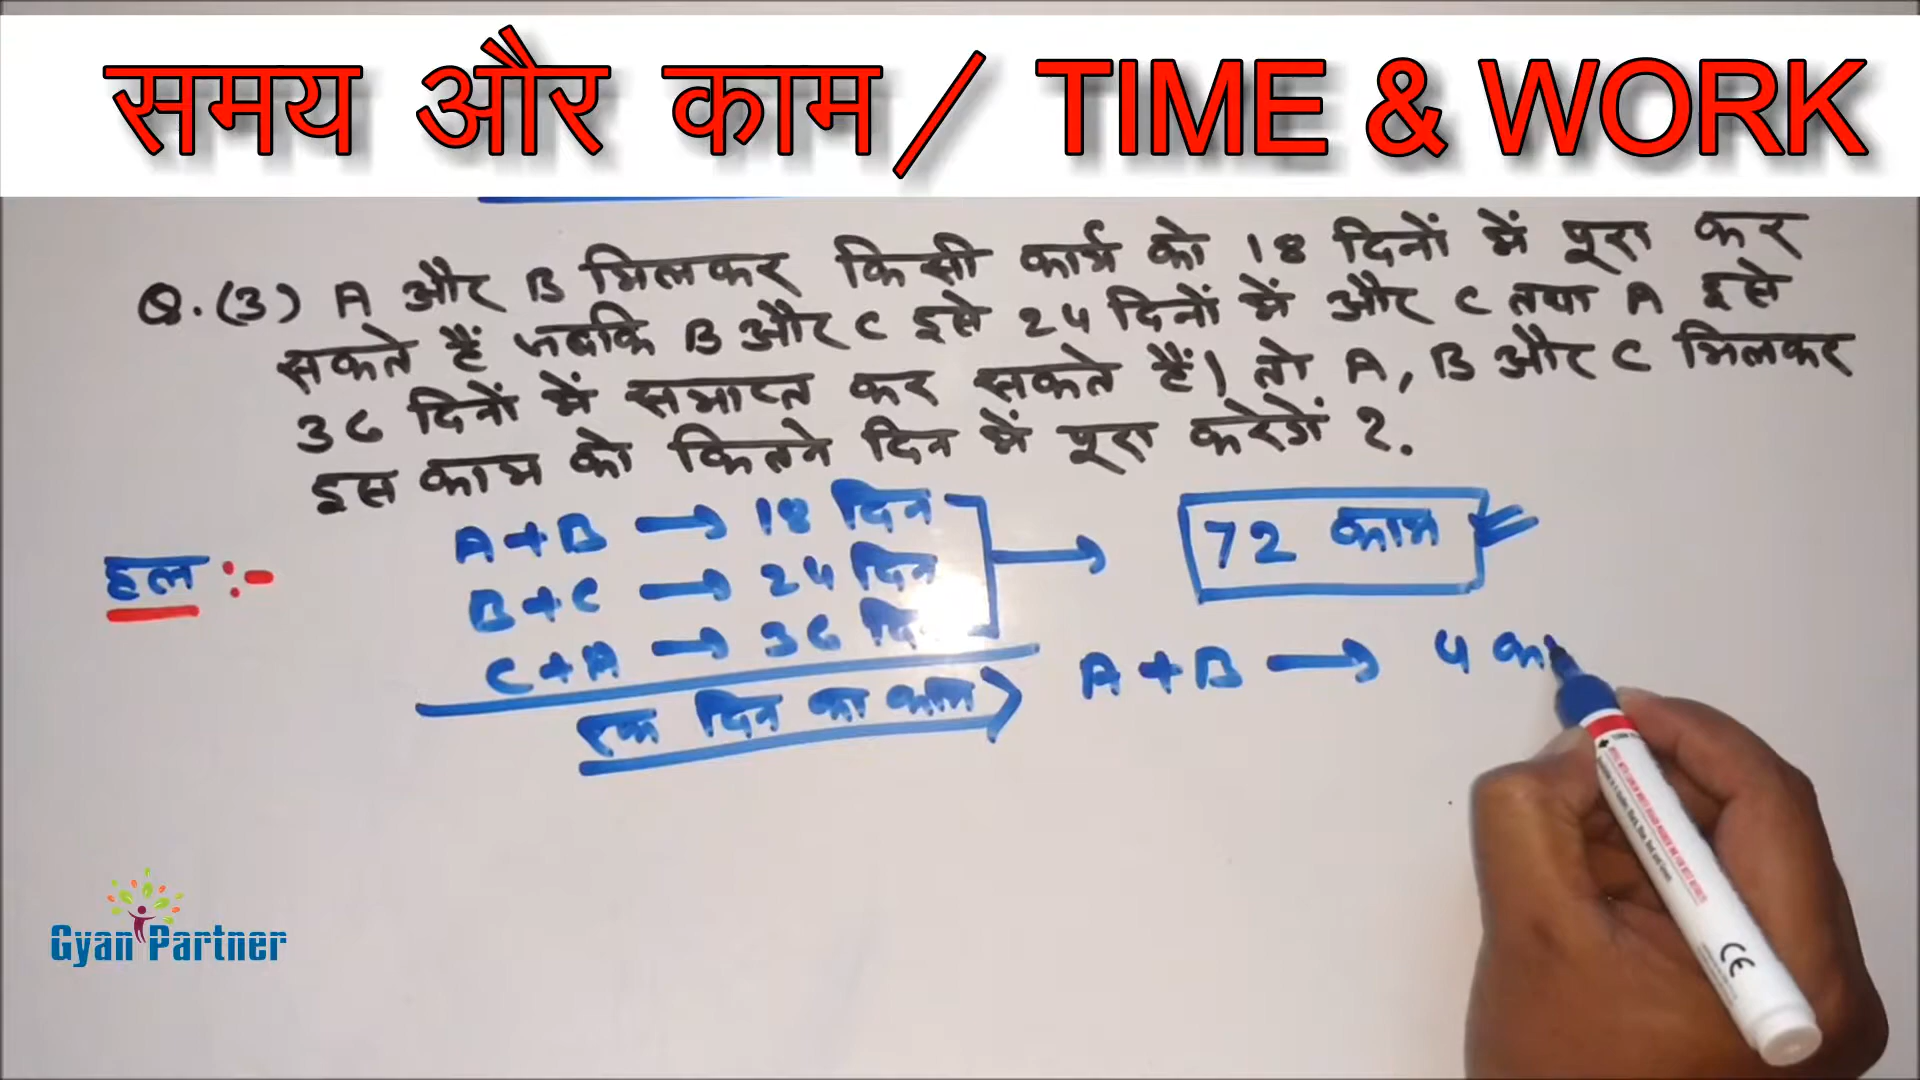 समय और काम / TIME & WORK
Q.(3) A और B मिलकर किसी कार्य को 18 दिनों में पूरा कर
सकते हैं जबकि B और C इसे 24 दिनों में और C तथा A इसे
36 दिनों में समाप्त कर सकते हैं। तो A, B और C मिलकर
इस काम को कितने दिन में पूरा करेगें ?.
हल :-
A+B → 18 दिन
B+C → 24 दिन
C+A → 36 दि
72 काम
एक दिन का काम
A+B → 4 का
Gyan Partner
CE